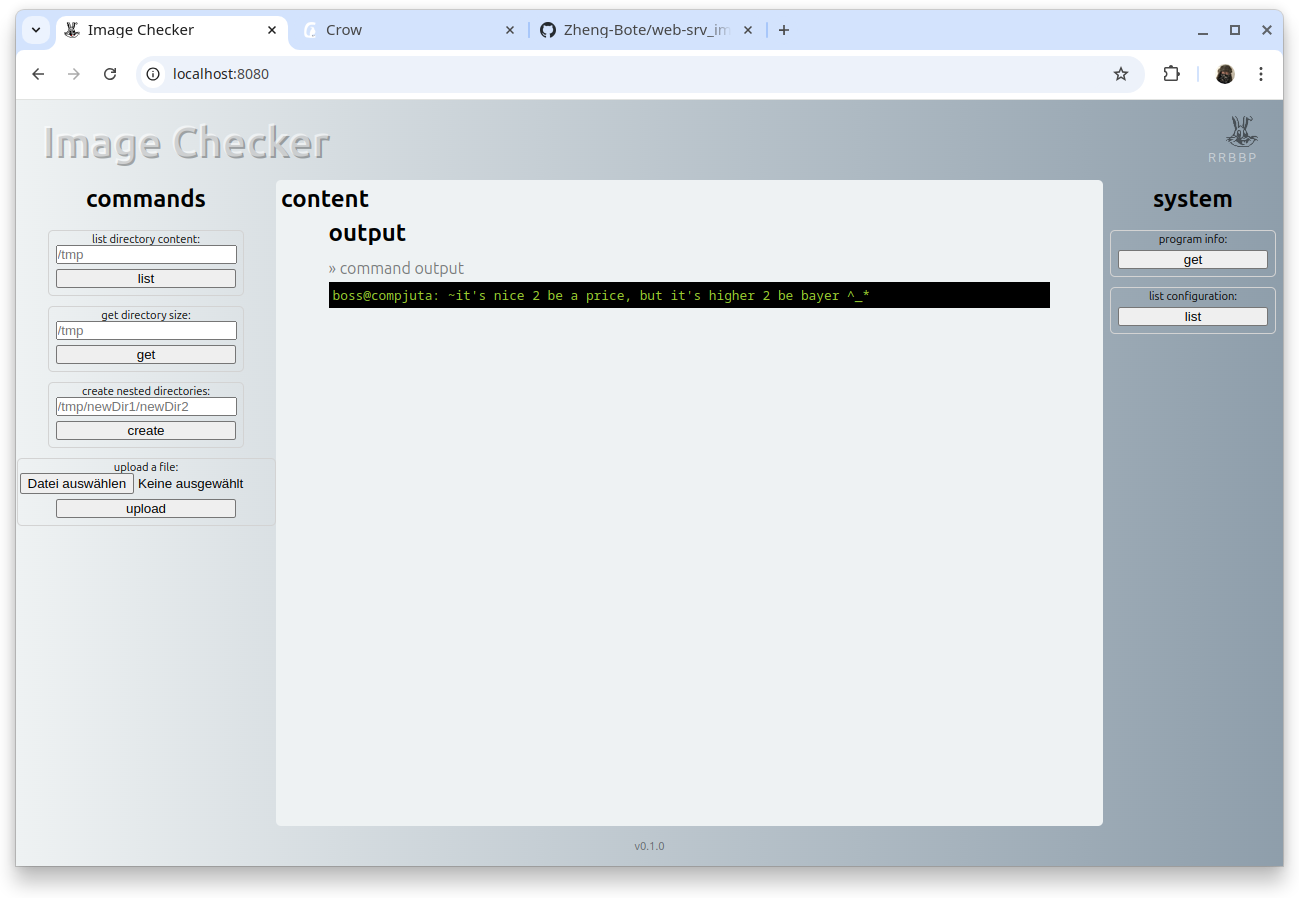 Image Checker
Crow
Zheng-Bote/web-srv_im
localhost:8080
Image Checker
RRBBP
commands
list directory content:
/tmp
list
get directory size:
/tmp
get
create nested directories:
/tmp/newDir1/newDir2
create
upload a file:
Datei auswählen Keine ausgewählt
upload
content
output
» command output
boss@compjuta: ~it's nice 2 be a price, but it's higher 2 be bayer ^_*
system
program info:
get
list configuration:
list
v0.1.0